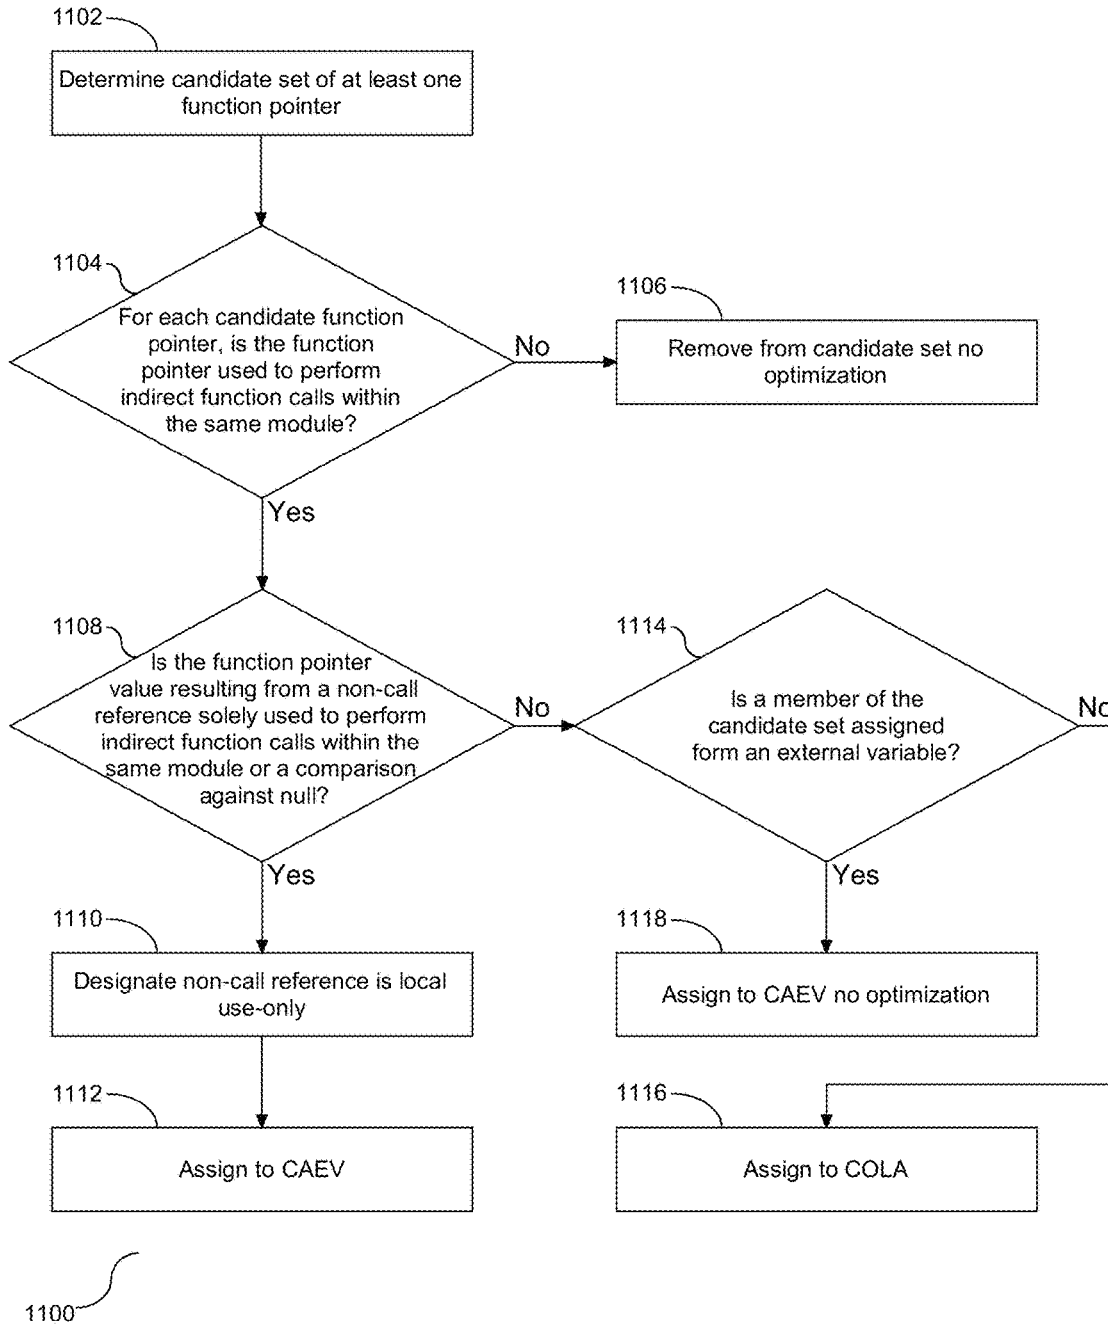 1102
Determine candidate set of at least one
function pointer
1104
For each candidate function
pointer, is the function
pointer used to perform
indirect function calls within
the same module?
No
1106
Remove from candidate set no
optimization
Yes
1108
Is the function pointer
value resulting from a non-call
reference solely used to perform
indirect function calls within the
same module or a comparison
against null?
No
1114
Is a member of the
candidate set assigned
form an external variable?
No
Yes
Yes
1110
Designate non-call reference is local
use-only
1118
Assign to CAEV no optimization
1112
Assign to CAEV
1116
Assign to COLA
1100